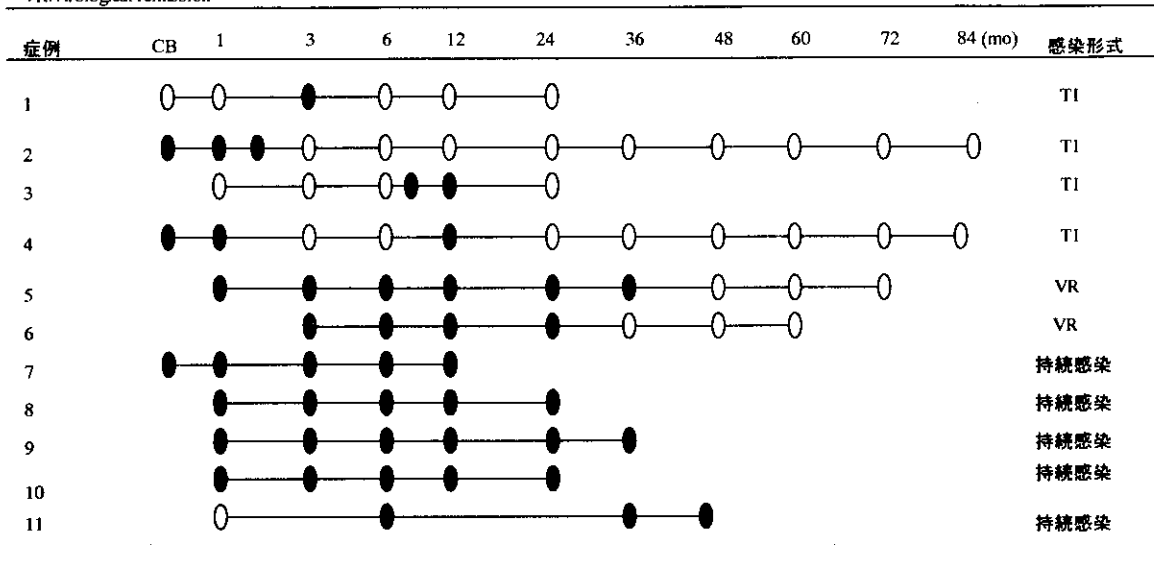 症例 CB 1 3 6 12 24 36 48 60 72 84 (mo) 感染形式
1 TI
2 TI
3 TI
4 TI
5 VR
6 VR
7 持続感染
8 持続感染
9 持続感染
10 持続感染
11 持続感染